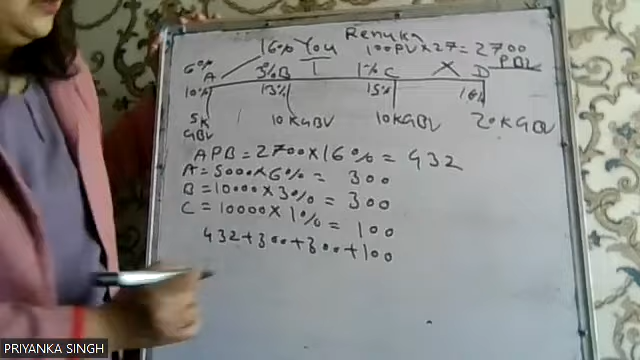 Renuka
16% You 100PV x 27 = 2700
PBV
6% A 3% B 1% C X D
10% 13% 15% 16%
5K 10KGBV 10KGBV 20KGBV
GBV
APB = 2700 x 16% = 432
A = 5000 x 6% = 300
B = 10000 x 3% = 300
C = 10000 x 1% = 100
432 + 300 + 300 + 100
PRIYANKA SINGH